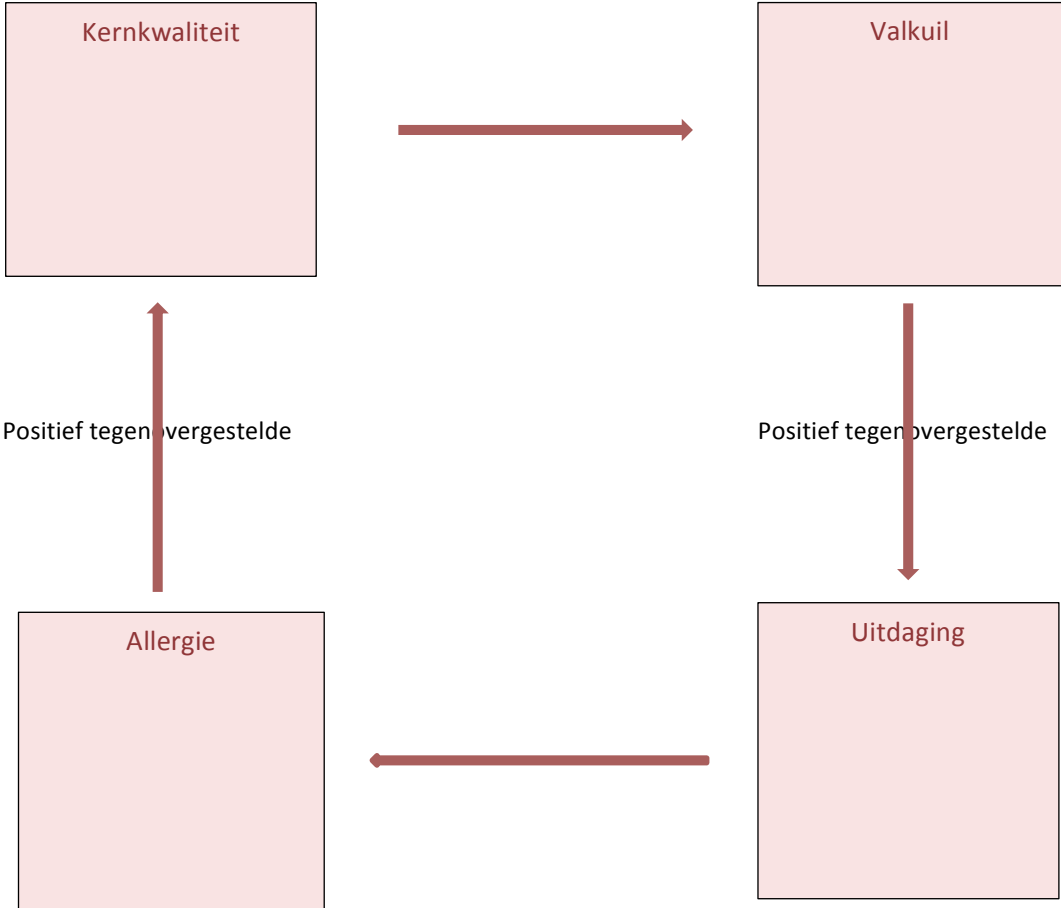 Kernkwaliteit
Valkuil
Positief tegenovergestelde
Positief tegenovergestelde
Allergie
Uitdaging